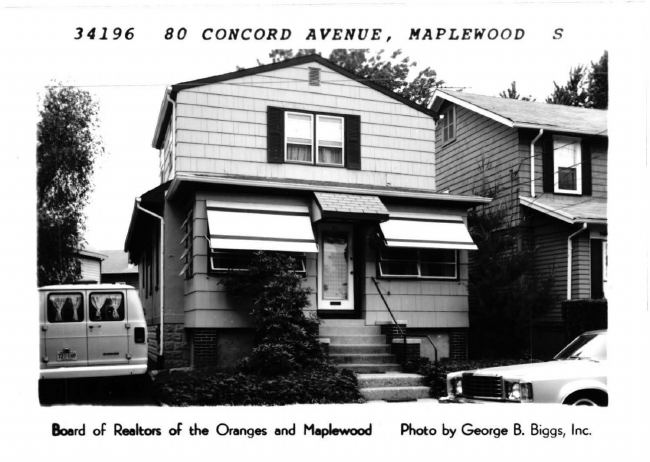 34196 80 CONCORD AVENUE, MAPLEWOOD S
Board of Realtors of the Oranges and Maplewood Photo by George B. Biggs, Inc.